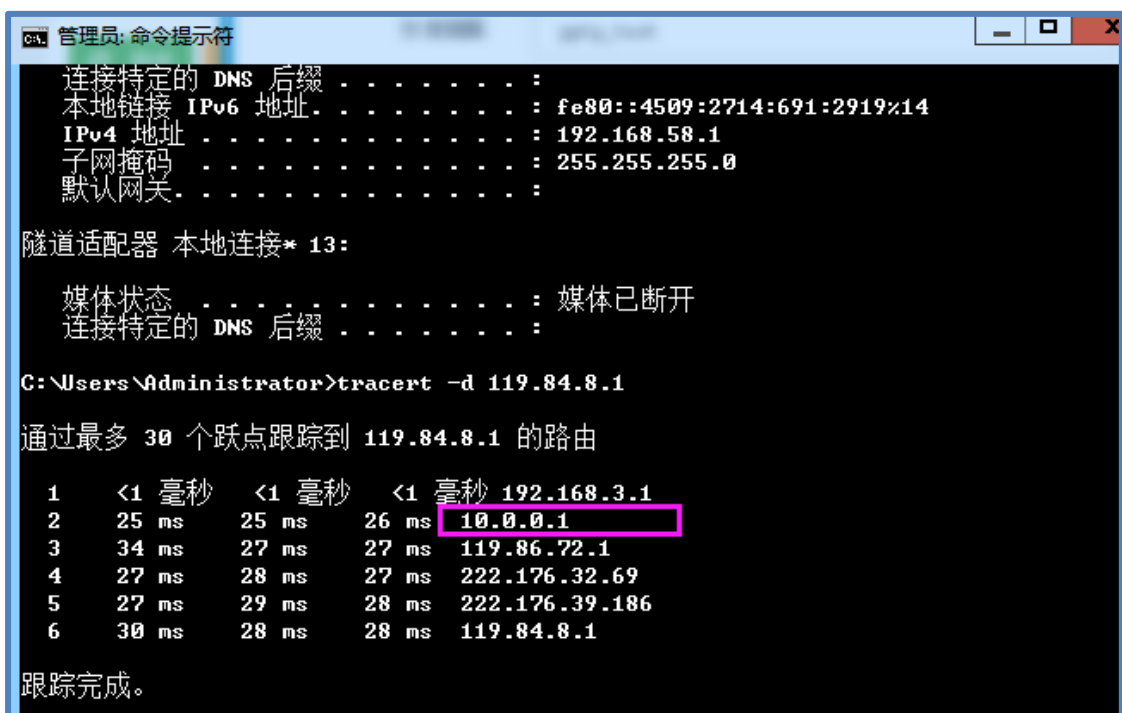 管理员: 命令提示符
连接特定的 DNS 后缀 . . . . . . . :
本地链接 IPv6 地址. . . . . . . . : fe80::4509:2714:691:2919%14
IPv4 地址 . . . . . . . . . . . . : 192.168.58.1
子网掩码 . . . . . . . . . . . . : 255.255.255.0
默认网关. . . . . . . . . . . . . :
隧道适配器 本地连接* 13:
媒体状态 . . . . . . . . . . . . : 媒体已断开
连接特定的 DNS 后缀 . . . . . . . :
C:\Users\Administrator>tracert -d 119.84.8.1
通过最多 30 个跃点跟踪到 119.84.8.1 的路由
1 <1 毫秒 <1 毫秒 <1 毫秒 192.168.3.1
2 25 ms 25 ms 26 ms 10.0.0.1
3 34 ms 27 ms 27 ms 119.86.72.1
4 27 ms 28 ms 27 ms 222.176.32.69
5 27 ms 29 ms 28 ms 222.176.39.186
6 30 ms 28 ms 28 ms 119.84.8.1
跟踪完成。